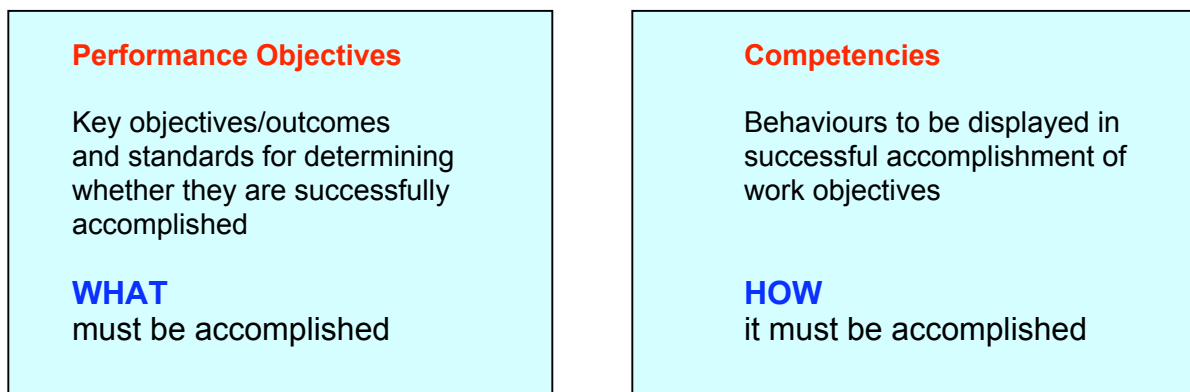 Performance Objectives
Key objectives/outcomes
and standards for determining
whether they are successfully
accomplished
WHAT
must be accomplished
Competencies
Behaviours to be displayed in
successful accomplishment of
work objectives
HOW
it must be accomplished